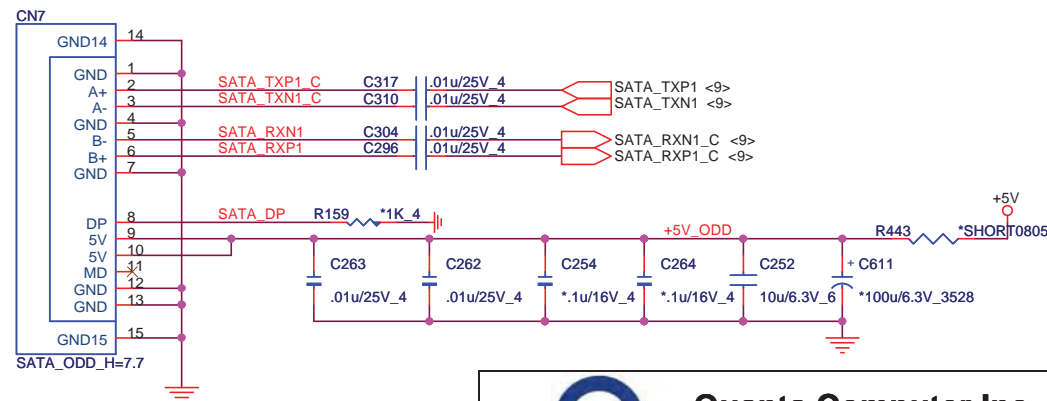 CN7
GND14 14
GND 1
A+ 2 SATA_TXP1_C C317 .01u/25V_4 SATA_TXP1 <9>
A- 3 SATA_TXN1_C C310 .01u/25V_4 SATA_TXN1 <9>
GND 4
B- 5 SATA_RXN1 C304 .01u/25V_4 SATA_RXN1_C <9>
B+ 6 SATA_RXP1 C296 .01u/25V_4 SATA_RXP1_C <9>
GND 7
+5V
DP 8 SATA_DP R159 *1K_4
5V 9 +5V_ODD R443 *SHORT0805
5V 10
MD 11
C263 C262 C254 C264 C252 + C611
GND 12
GND 13
.01u/25V_4 .01u/25V_4 *.1u/16V_4 *.1u/16V_4 10u/6.3V_6 *100u/6.3V_3528
GND15 15
SATA_ODD_H=7.7
Quanta Computer Inc